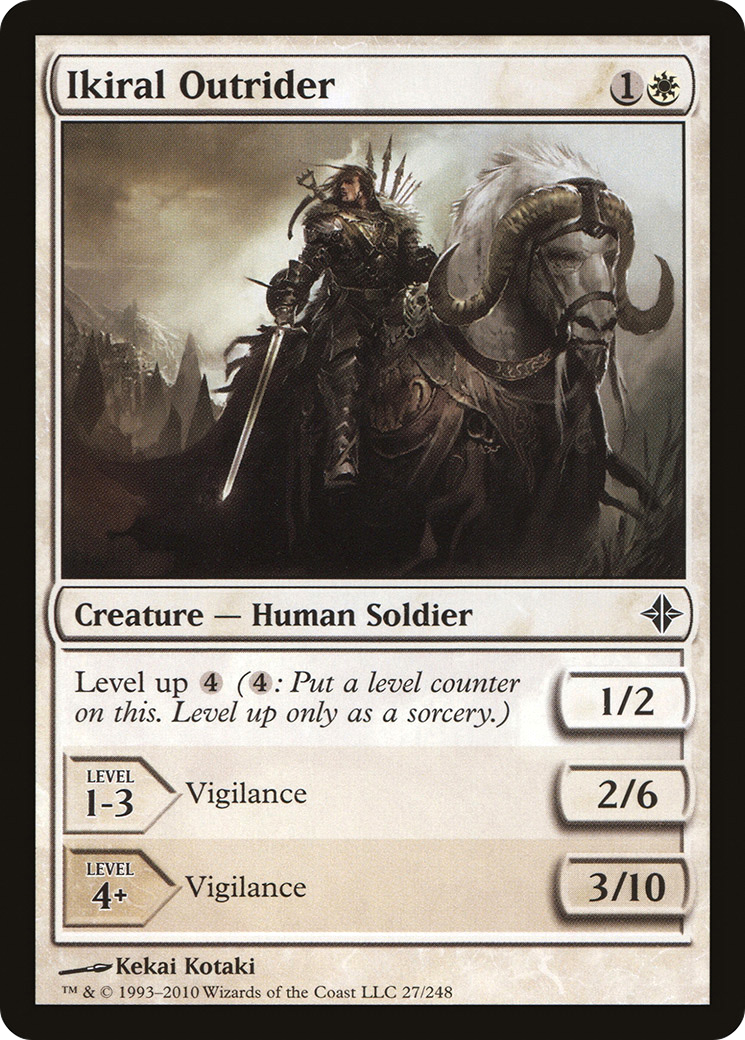 Ikiral Outrider 1
Creature — Human Soldier
Level up 4 (4: Put a level counter
on this. Level up only as a sorcery.)
1/2
LEVEL
1-3
Vigilance
2/6
LEVEL
4+
Vigilance
3/10
Kekai Kotaki
™ & © 1993–2010 Wizards of the Coast LLC 27/248